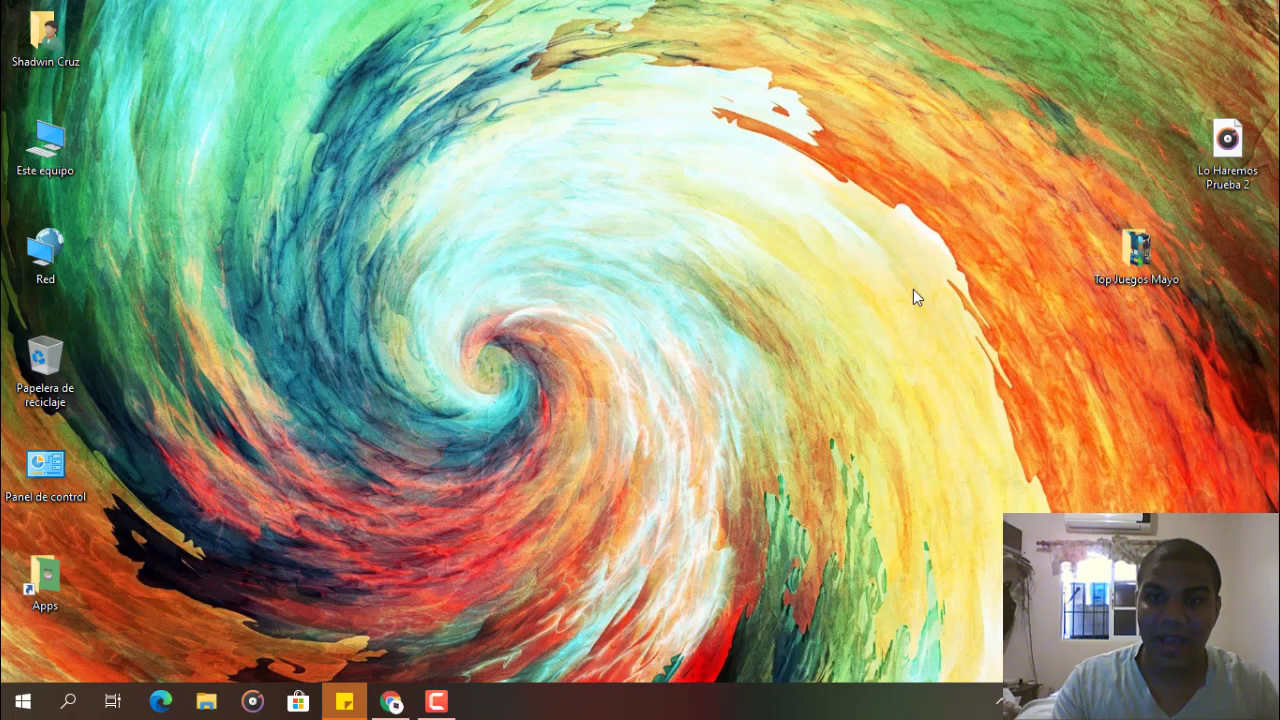 Shadwin Cruz
Este equipo
Red
Papelera de
reciclaje
Panel de control
Apps
Lo Haremos
Prueba 2
Top Juegos Mayo